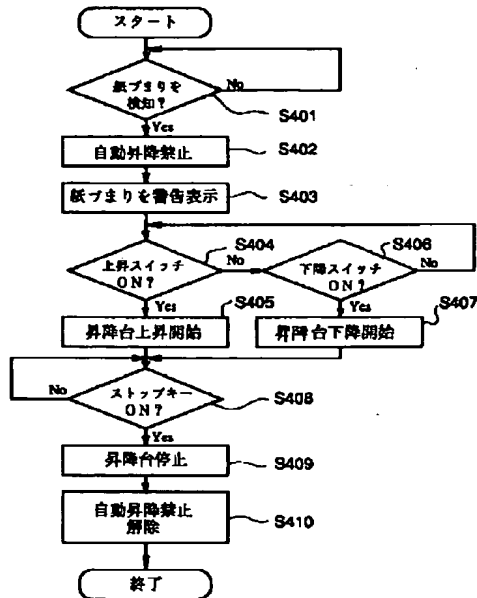 スタート
紙づまりを
検知?
No
S401
Yes
自動昇降禁止
S402
紙づまりを警告表示
S403
上昇スイッチ
ON?
S404
No
下降スイッチ
ON?
S406
No
Yes
S405
Yes
S407
昇降台上昇開始
昇降台下降開始
ストップキー
ON?
No
S408
Yes
昇降台停止
S409
自動昇降禁止
解除
S410
終了